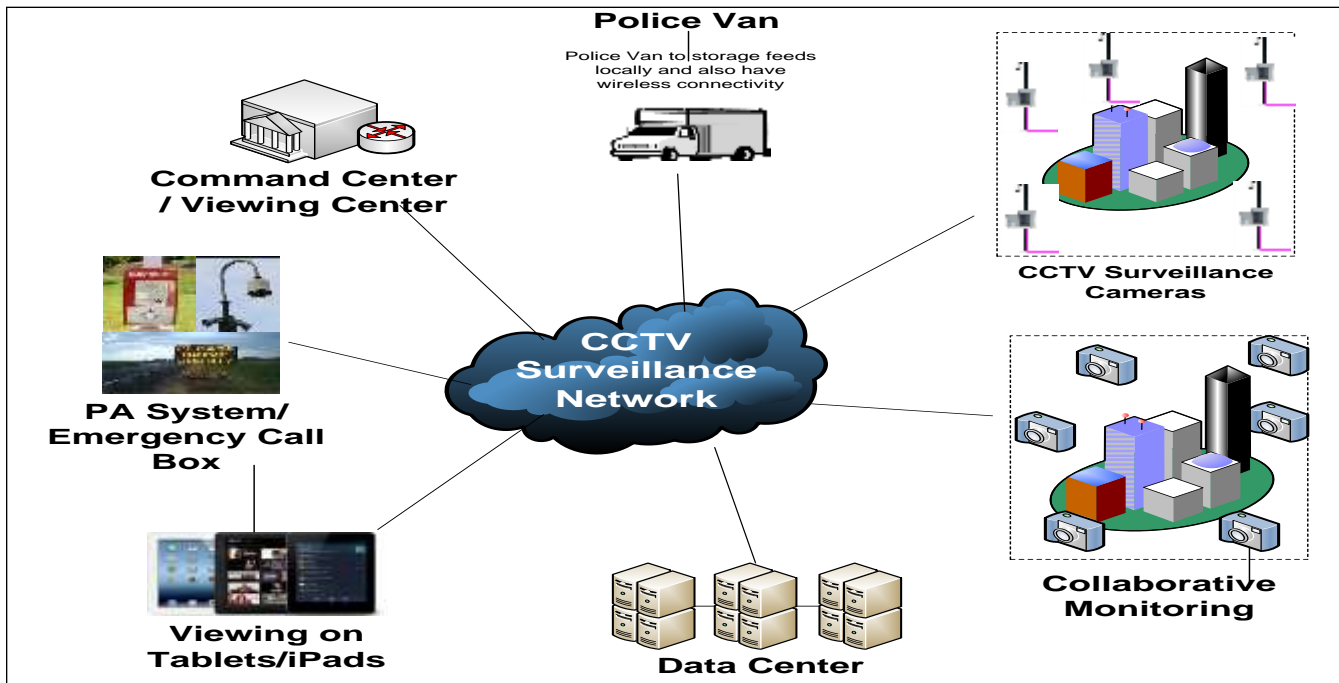 Police Van
Police Van to storage feeds
locally and also have
wireless connectivity
Command Center
/ Viewing Center
CCTV Surveillance
Cameras
CCTV
Surveillance
Network
PA System/
Emergency Call
Box
Collaborative
Monitoring
Viewing on
Tablets/iPads
Data Center